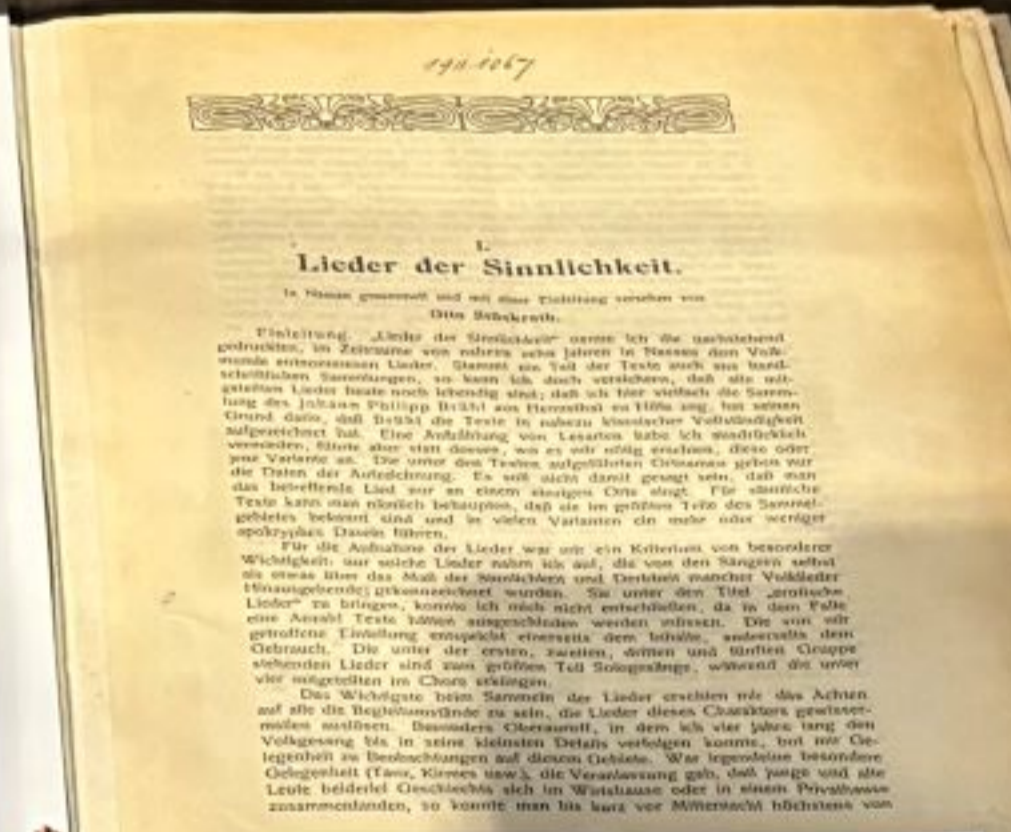 1911.1067
I.
Lieder der Sinnlichkeit.
In Nassau gesammelt und mit einer Einleitung versehen von
Otto Stückrath.
Einleitung. „Lieder der Sinnlichkeit“ nenne ich die nachstehend
gedruckten, im Zeitraume von nahezu zehn Jahren in Nassau dem Volks-
munde entnommenen Lieder. Stammt ein Teil der Texte auch aus hand-
schriftlichen Sammlungen, so kann ich doch versichern, daß alle mit-
geteilten Lieder heute noch lebendig sind; daß ich hier vielfach die Samm-
lung des Johann Philipp Brühl aus Hennethal zu Hilfe zog, hat seinen
Grund darin, daß Brühl die Texte in nahezu klassischer Vollständigkeit
aufgezeichnet hat. Eine Aufzählung von Lesarten habe ich ausdrücklich
vermieden, führte aber statt dessen, wo es mir nötig erschien, diese oder
jene Variante an. Die unter den Texten aufgeführten Ortsnamen geben nur
die Daten der Aufzeichnung. Es soll nicht damit gesagt sein, daß man
das betreffende Lied nur an einem einzigen Orte singt. Für sämtliche
Texte kann man nämlich behaupten, daß sie im größten Teile des Sammel-
gebietes bekannt sind und in vielen Varianten ein mehr oder weniger
apokryphes Dasein führen.
Für die Aufnahme der Lieder war mir ein Kriterium von besonderer
Wichtigkeit: nur solche Lieder nahm ich auf, die von den Sängern selbst
als etwas über das Maß der Sinnlichkeit und Derbheit mancher Volkslieder
Hinausgehendes gekennzeichnet wurden. Sie unter den Titel „erotische
Lieder“ zu bringen, konnte ich mich nicht entschließen, da in dem Falle
eine Anzahl Texte hätten ausgeschieden werden müssen. Die von mir
getroffene Einteilung entspricht einerseits dem Inhalte, anderseits dem
Gebrauch. Die unter der ersten, zweiten, dritten und fünften Gruppe
stehenden Lieder sind zum größten Teil Sologesänge, während die unter
vier mitgeteilten im Chore erklingen.
Das Wichtigste beim Sammeln der Lieder erschien mir das Achten
auf alle die Begleitumstände zu sein, die Lieder dieses Charakters gewisser-
maßen auslösen. Besonders Oberauroff, in dem ich vier Jahre lang den
Volksgesang bis in seine kleinsten Details verfolgen konnte, bot mir Ge-
legenheit zu Beobachtungen auf diesem Gebiete. War irgendeine besondere
Gelegenheit (Tanz, Kirmes usw.), die Veranlassung gab, daß junge und alte
Leute beiderlei Geschlechts sich im Wirtshause oder in einem Privathause
zusammenfanden, so konnte man bis kurz vor Mitternacht höchstens von